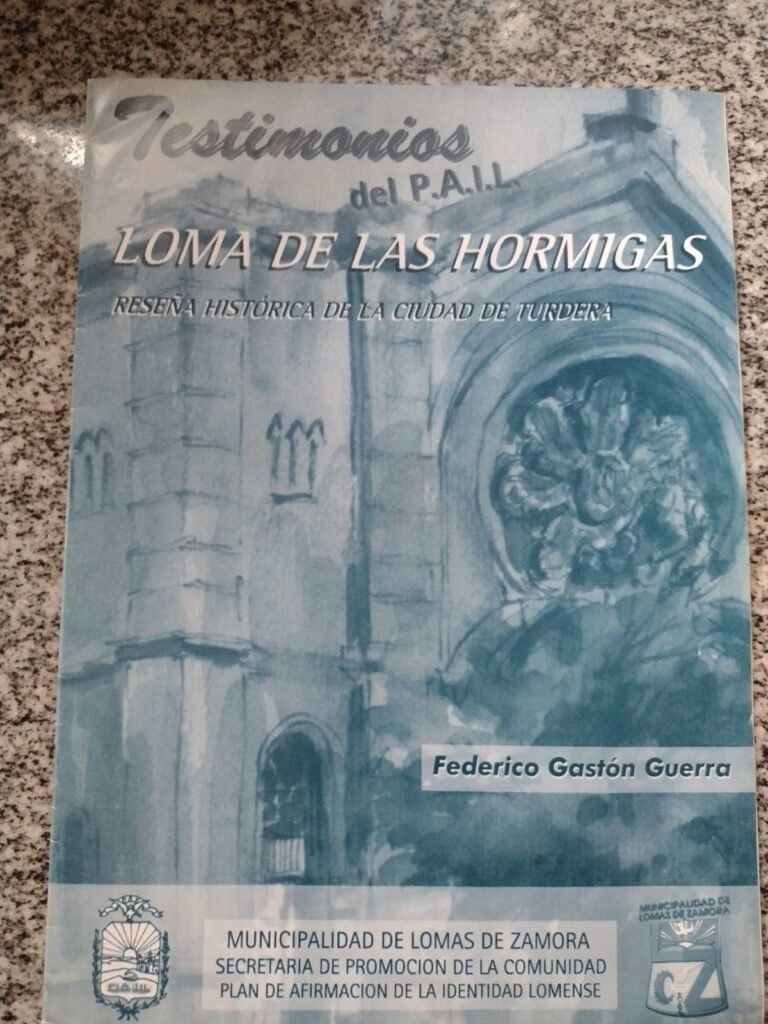 Testimonios
del P.A.I.L.
LOMA DE LAS HORMIGAS
RESEÑA HISTÓRICA DE LA CIUDAD DE TURDERA
Federico Gastón Guerra
MUNICIPALIDAD DE LOMAS DE ZAMORA
SECRETARIA DE PROMOCION DE LA COMUNIDAD
PLAN DE AFIRMACION DE LA IDENTIDAD LOMENSE
P.A.I.L.
MUNICIPALIDAD DE
LOMAS DE ZAMORA